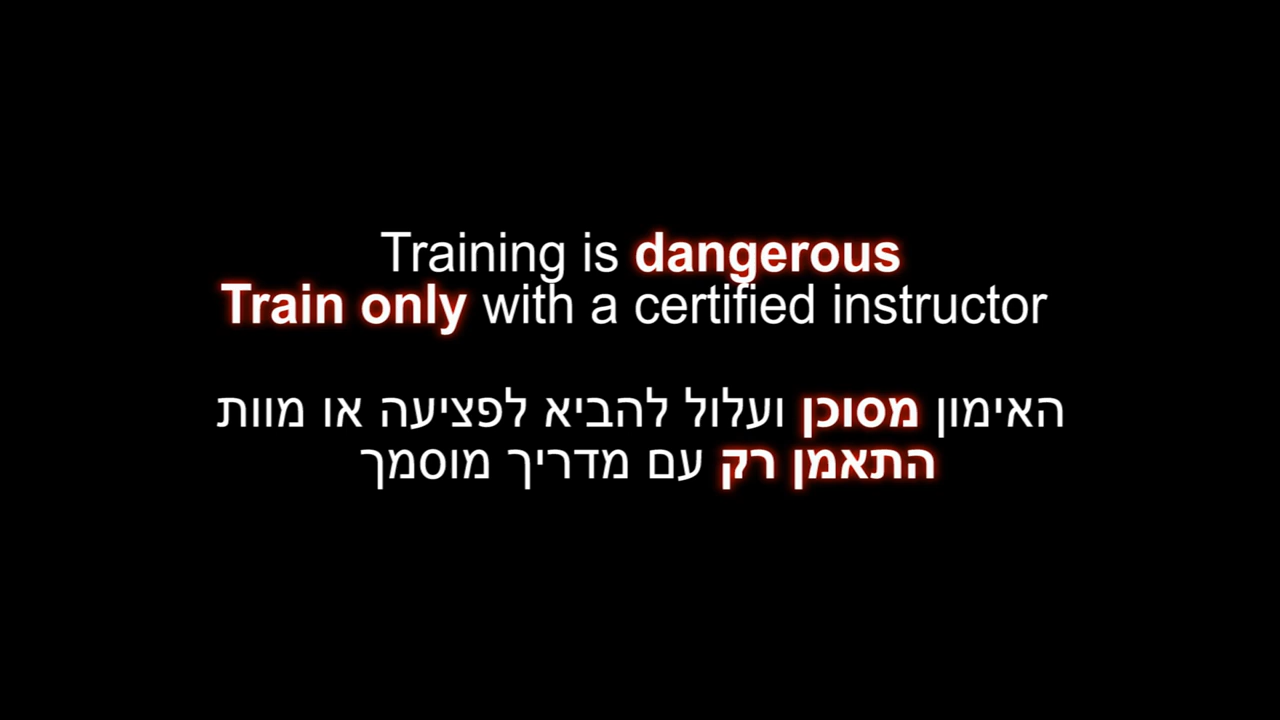 Training is dangerous
Train only with a certified instructor
האימון מסוכן ועלול להביא לפציעה או מוות
התאמן רק עם מדריך מוסמך